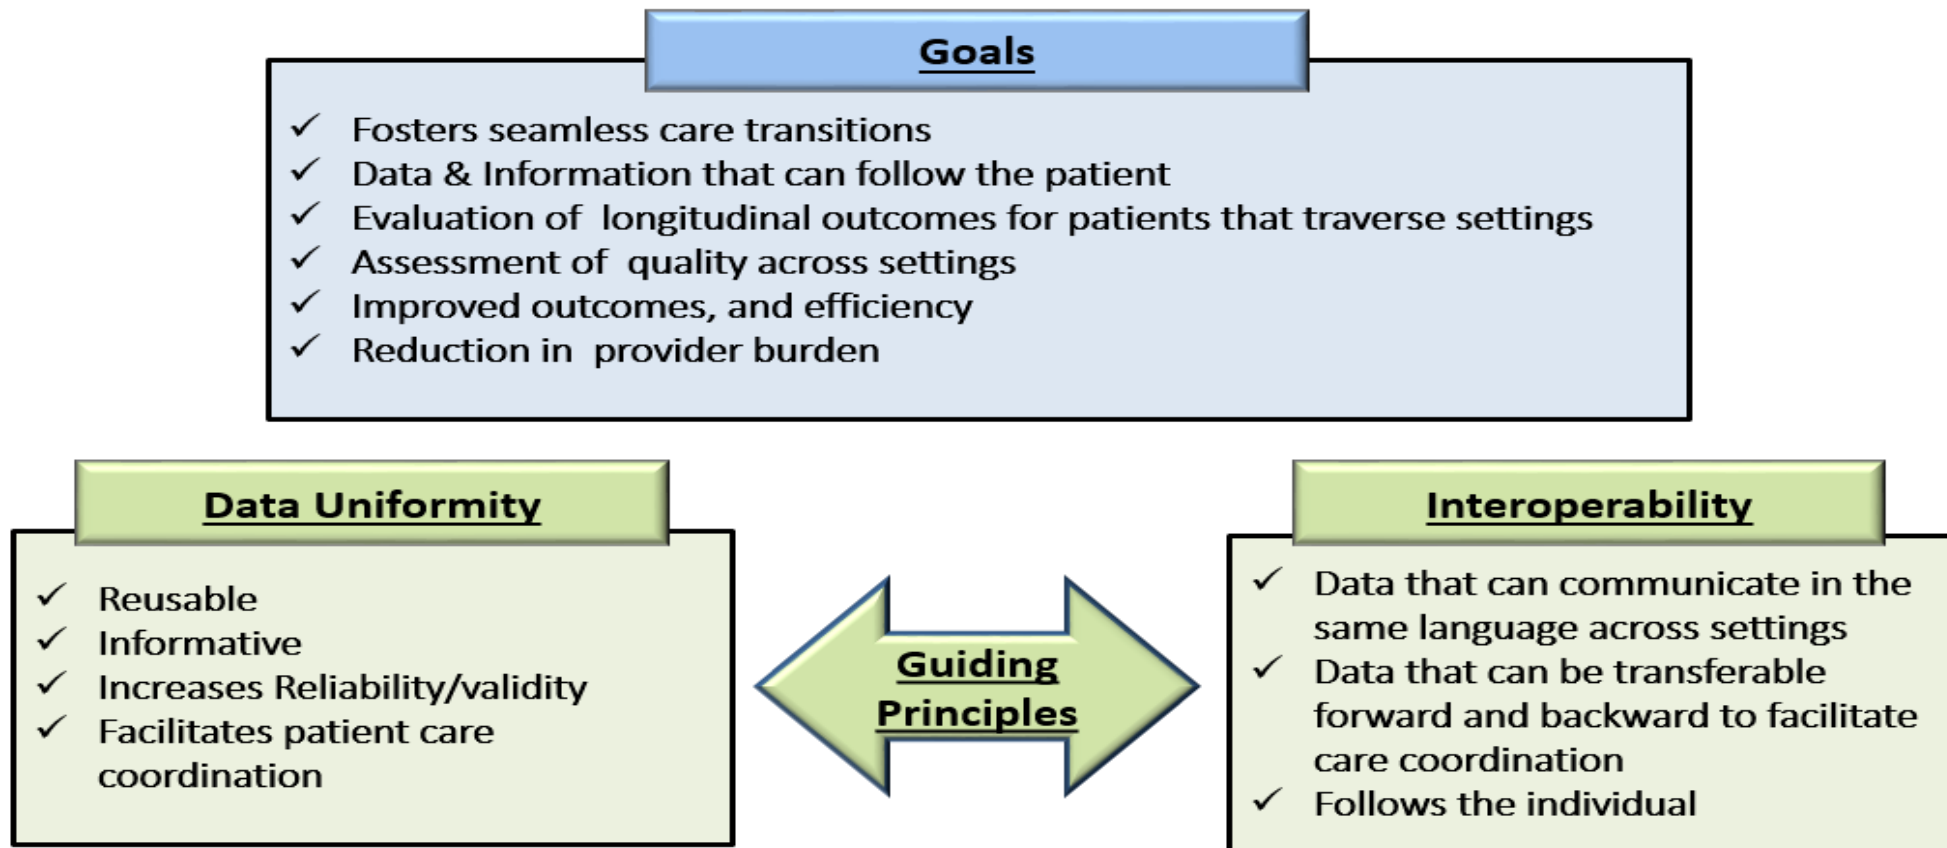 Goals
✓ Fosters seamless care transitions
✓ Data & Information that can follow the patient
✓ Evaluation of longitudinal outcomes for patients that traverse settings
✓ Assessment of quality across settings
✓ Improved outcomes, and efficiency
✓ Reduction in provider burden
Data Uniformity
✓ Reusable
✓ Informative
✓ Increases Reliability/validity
✓ Facilitates patient care
coordination
Guiding
Principles
Interoperability
✓ Data that can communicate in the
same language across settings
✓ Data that can be transferable
forward and backward to facilitate
care coordination
✓ Follows the individual